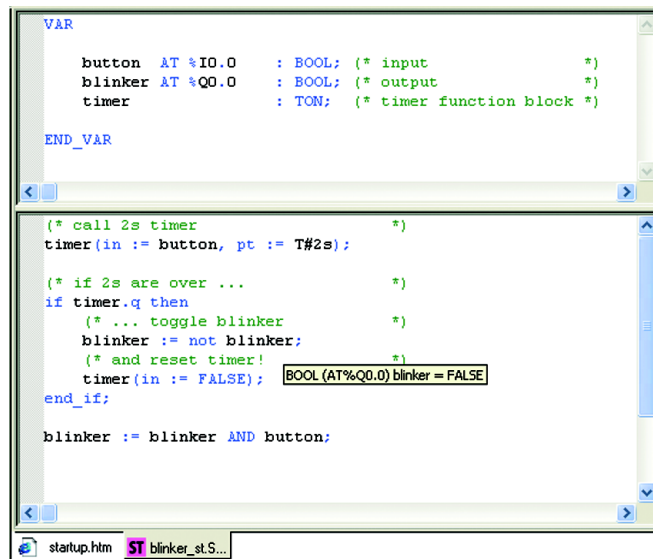 VAR
button AT %I0.0 : BOOL; (* input *)
blinker AT %Q0.0 : BOOL; (* output *)
timer : TON; (* timer function block *)
END_VAR
(* call 2s timer *)
timer(in := button, pt := T#2s);
(* if 2s are over ... *)
if timer.q then
(* ... toggle blinker *)
blinker := not blinker;
(* and reset timer! *)
timer(in := FALSE); BOOL (AT%Q0.0) blinker = FALSE
end_if;
blinker := blinker AND button;
startup.htm ST blinker_st.S...